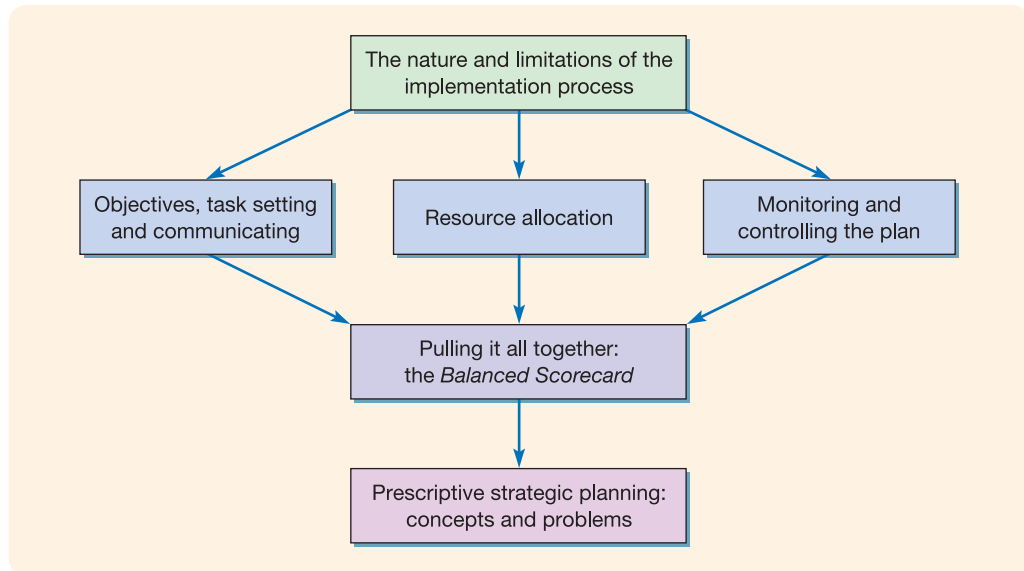 The nature and limitations of the
implementation process
Objectives, task setting
and communicating
Resource allocation
Monitoring and
controlling the plan
Pulling it all together:
the Balanced Scorecard
Prescriptive strategic planning:
concepts and problems